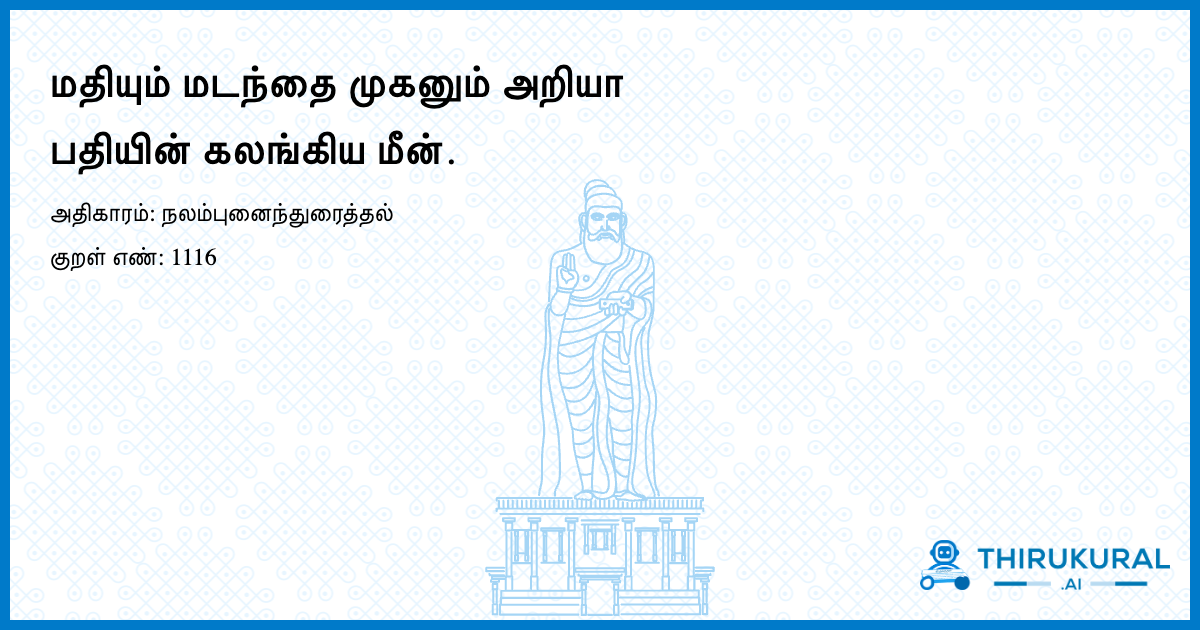 மதியும் மடந்தை முகனும் அறியா
பதியின் கலங்கிய மீன்.
அதிகாரம்: நலம்புனைந்துரைத்தல்
குறள் எண்: 1116
THIRUKURAL
.AI